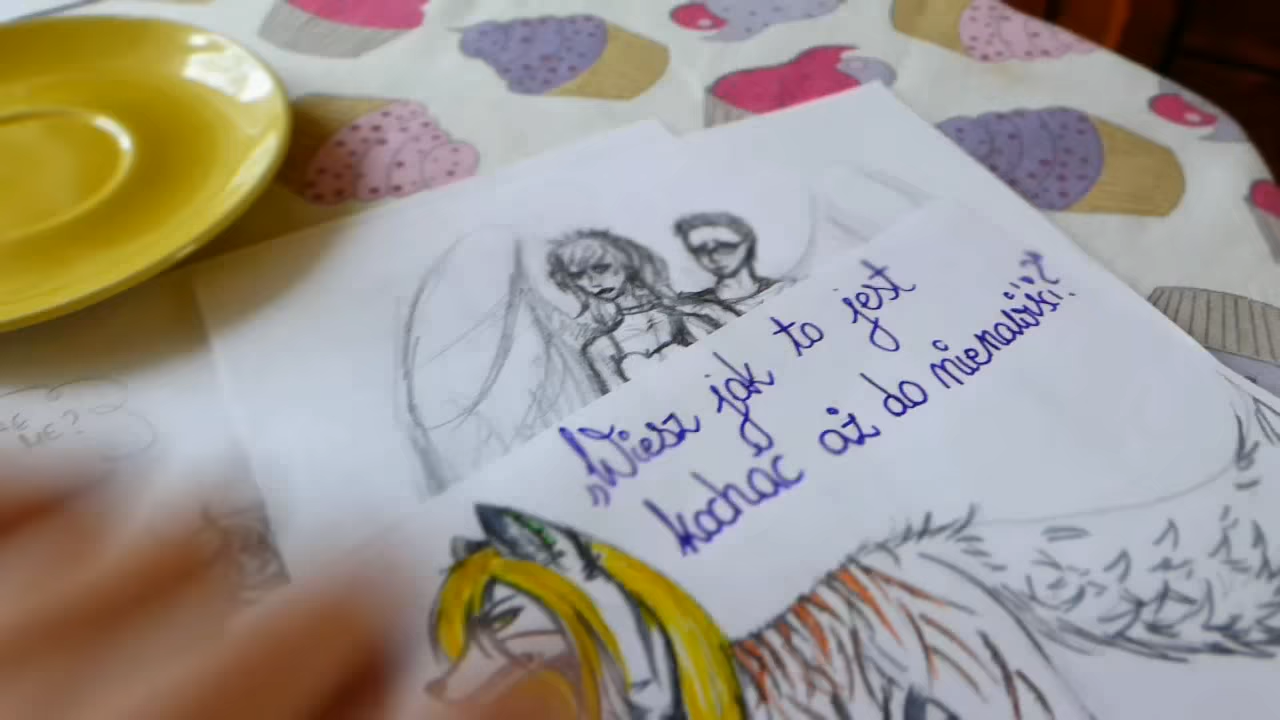 „Wiesz jak to jest
kochać aż do nienawiści"?